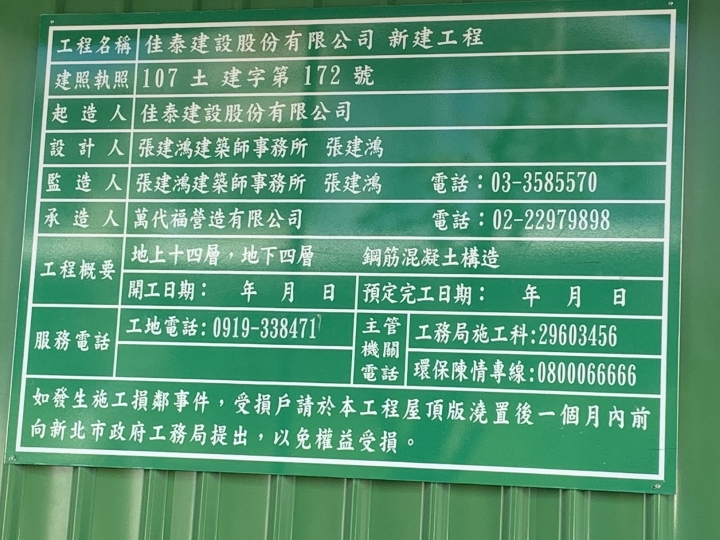 工程名稱 佳泰建設股份有限公司 新建工程
建照執照 107 土 建字第 172 號
起造人 佳泰建設股份有限公司
設計人 張建鴻建築師事務所 張建鴻
監造人 張建鴻建築師事務所 張建鴻 電話：03-3585570
承造人 萬代福營造有限公司 電話：02-22979898
工程概要 地上十四層，地下四層 鋼筋混凝土構造
開工日期： 年 月 日 預定完工日期： 年 月 日
服務電話 工地電話：0919-338471
主管機關電話 工務局施工科:29603456
環保陳情專線:0800066666
如發生施工損鄰事件，受損戶請於本工程屋頂版澆置後一個月內前
向新北市政府工務局提出，以免權益受損。